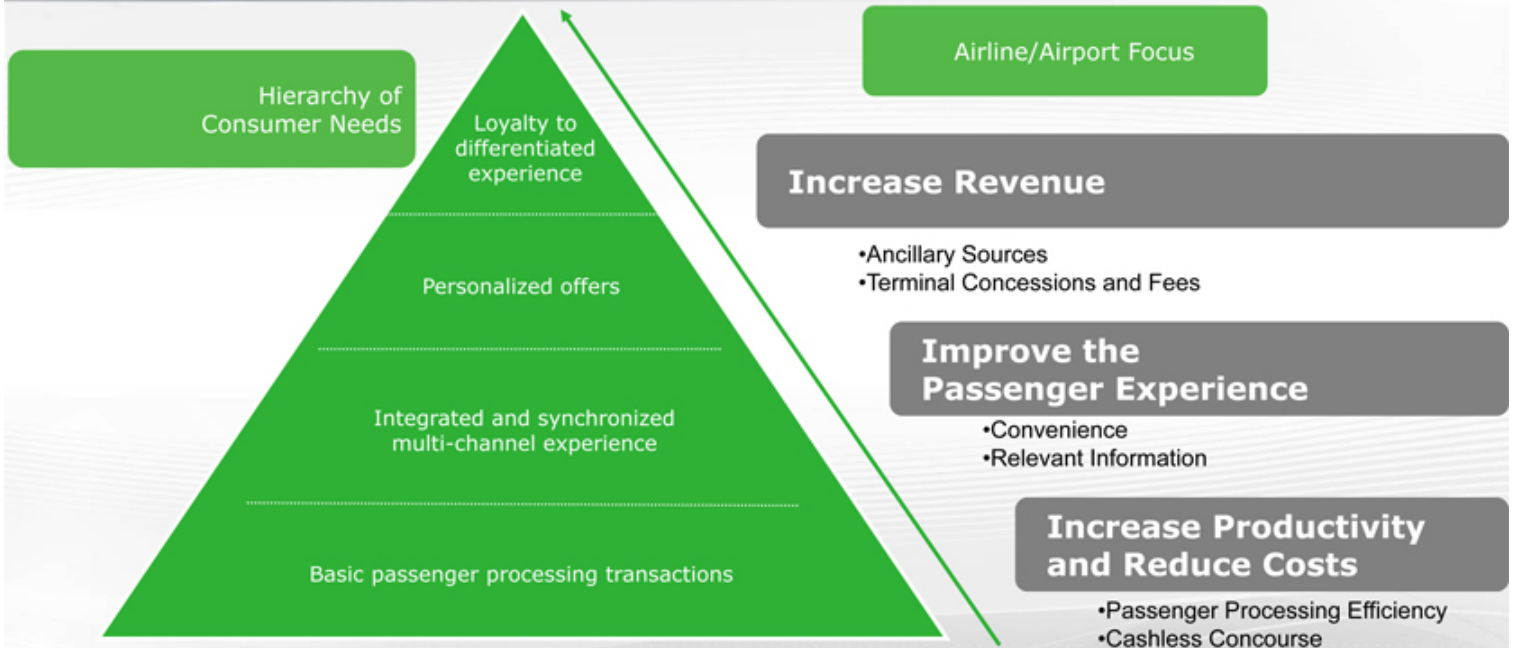 Hierarchy of
Consumer Needs
Loyalty to
differentiated
experience
Personalized offers
Integrated and synchronized
multi-channel experience
Basic passenger processing transactions
Airline/Airport Focus
Increase Revenue
•Ancillary Sources
•Terminal Concessions and Fees
Improve the
Passenger Experience
•Convenience
•Relevant Information
Increase Productivity
and Reduce Costs
•Passenger Processing Efficiency
•Cashless Concourse